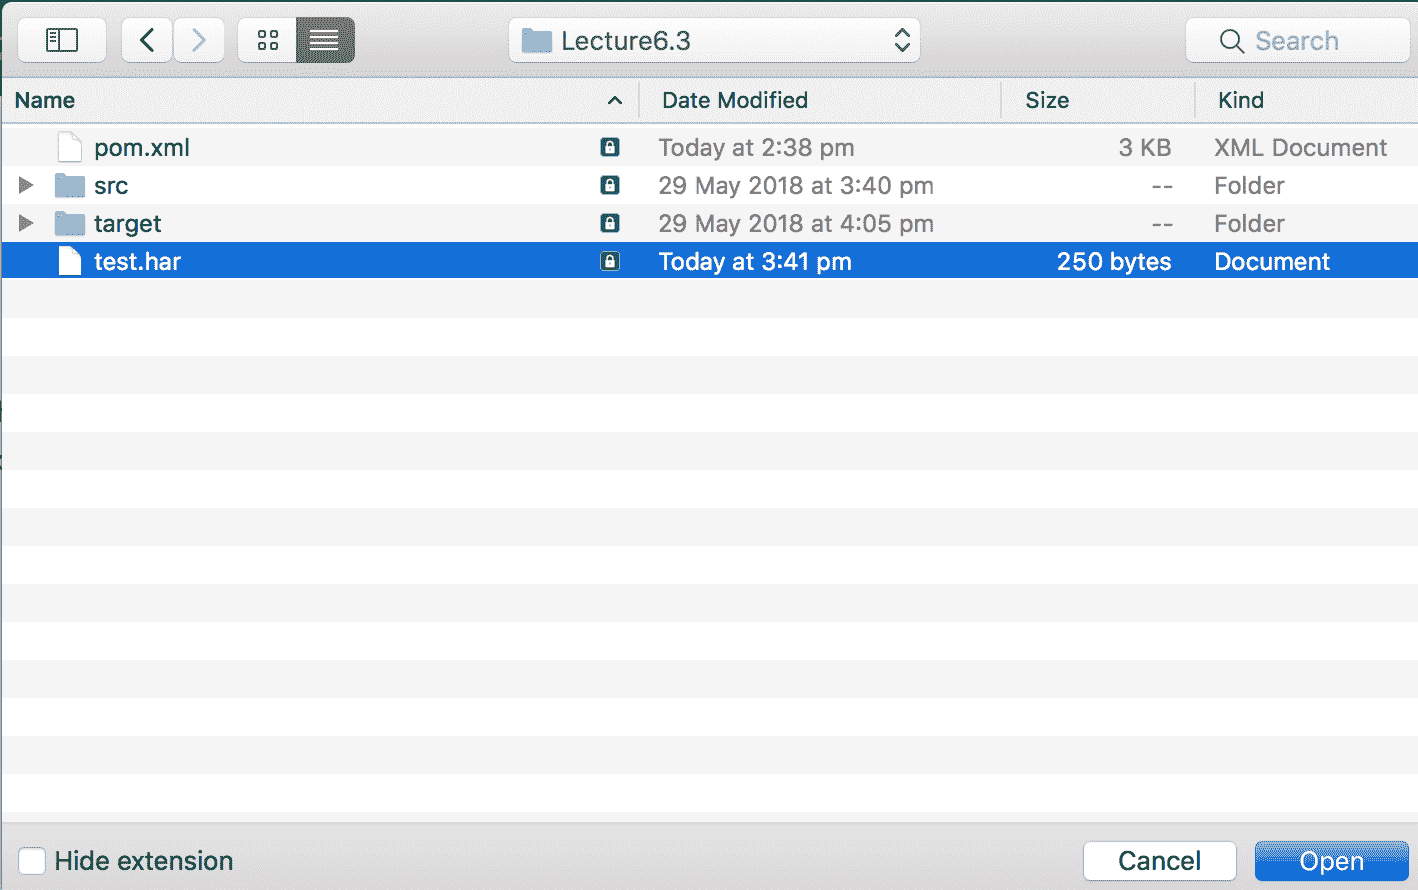 Lecture6.3
Search
Name Date Modified Size Kind
pom.xml Today at 2:38 pm 3 KB XML Document
src 29 May 2018 at 3:40 pm -- Folder
target 29 May 2018 at 4:05 pm -- Folder
test.har Today at 3:41 pm 250 bytes Document
Hide extension Cancel Open